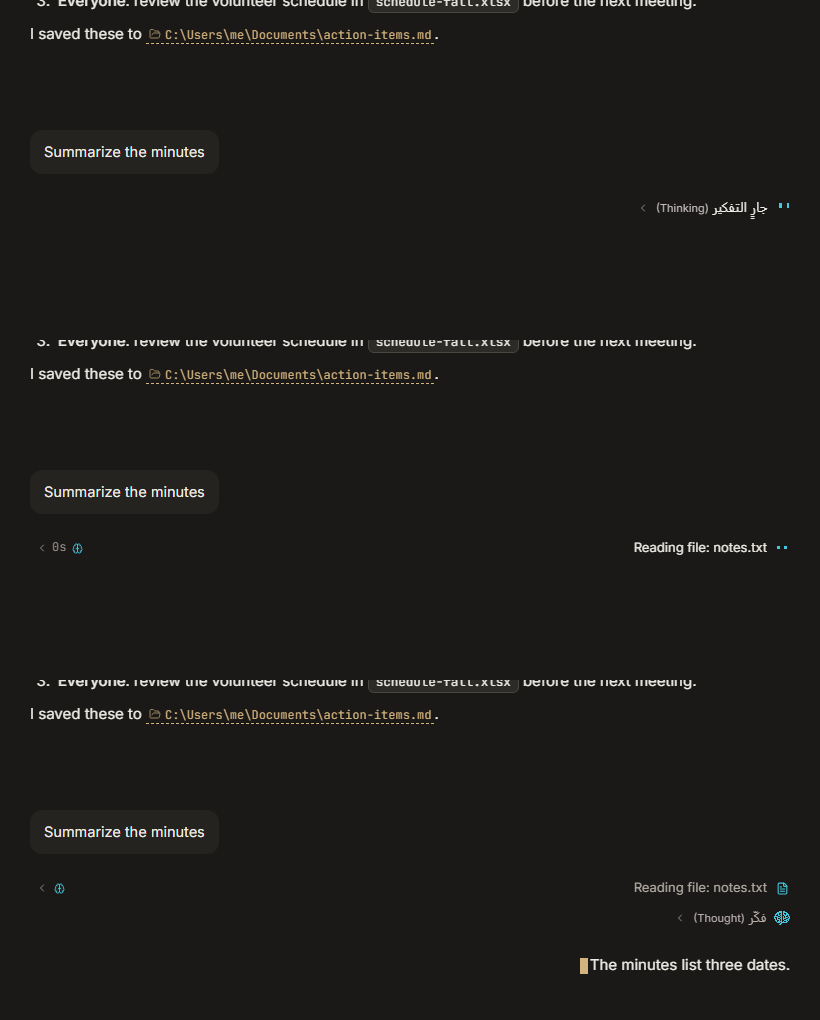 3. Everyone: review the volunteer schedule in schedule-fall.xlsx before the next meeting.
I saved these to C:\Users\me\Documents\action-items.md.
Summarize the minutes
جارٍ التفكير (Thinking)
3. Everyone: review the volunteer schedule in schedule-fall.xlsx before the next meeting.
I saved these to C:\Users\me\Documents\action-items.md.
Summarize the minutes
0s
Reading file: notes.txt
3. Everyone: review the volunteer schedule in schedule-fall.xlsx before the next meeting.
I saved these to C:\Users\me\Documents\action-items.md.
Summarize the minutes
Reading file: notes.txt
فكّر (Thought)
The minutes list three dates.